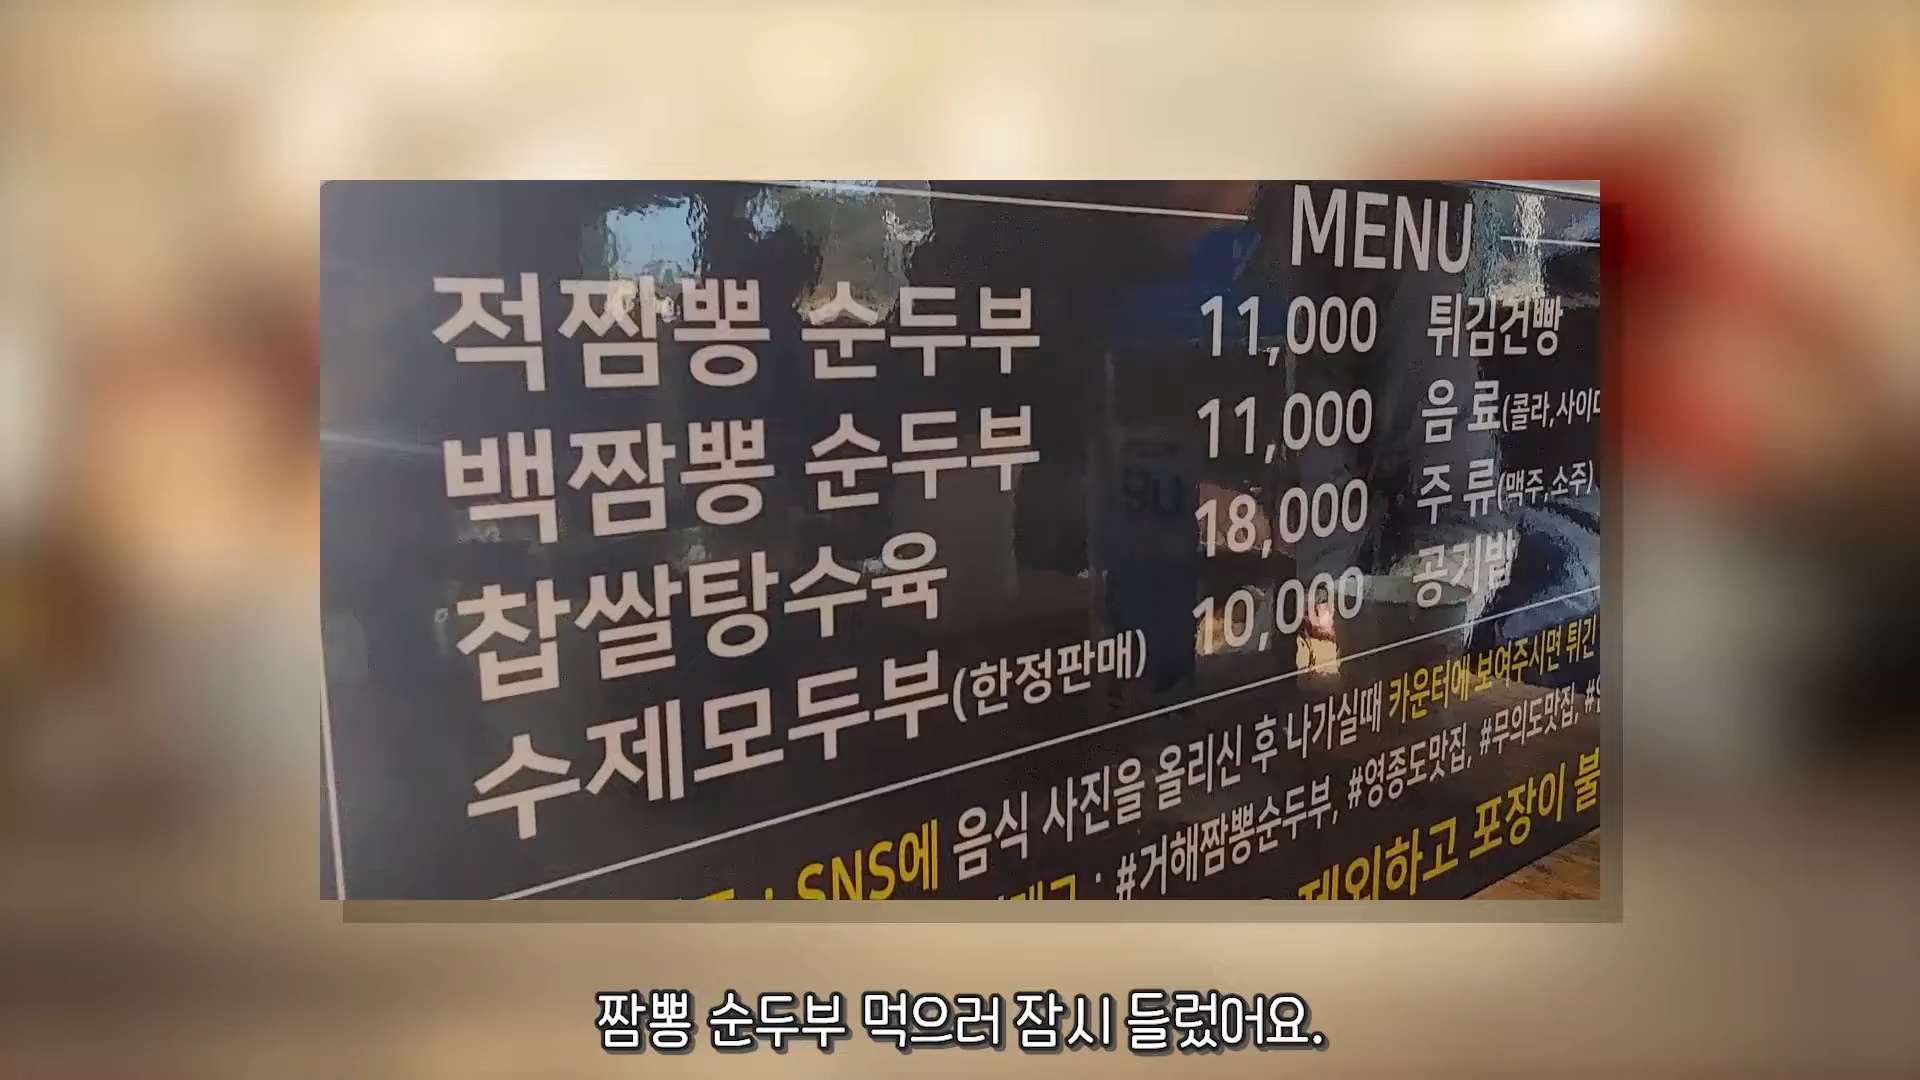 MENU
적짬뽕 순두부 11,000 튀김건빵
백짬뽕 순두부 11,000 음료(콜라,사이
찹쌀탕수육 18,000 주류(맥주,소주)
수제모두부(한정판매) 10,000 공기밥
SNS에 음식 사진을 올리신 후 나가실때 카운터에 보여주시면 튀긴
: #거해짬뽕순두부, #영종도맛집, #무의도맛집,
제외하고 포장이 불
짬뽕 순두부 먹으러 잠시 들렀어요.